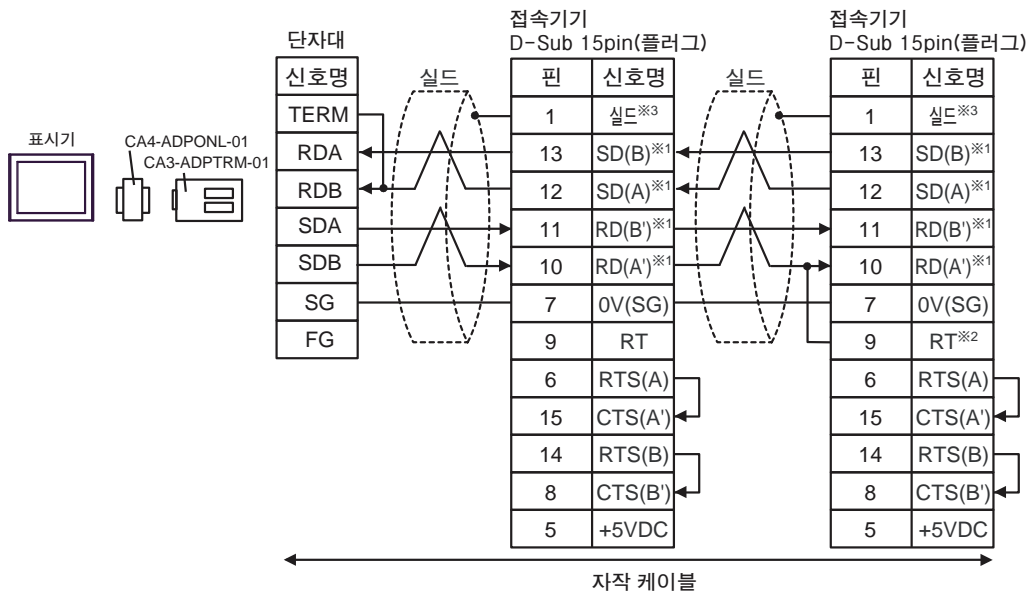 접속기기
D-Sub 15pin(플러그)
접속기기
D-Sub 15pin(플러그)
단자대
신호명
TERM
RDA
RDB
SDA
SDB
SG
FG
표시기
CA4-ADPONL-01
CA3-ADPTRM-01
실드
핀 신호명
1 실드※3
13 SD(B)※1
12 SD(A)※1
11 RD(B')※1
10 RD(A')※1
7 0V(SG)
9 RT
6 RTS(A)
15 CTS(A')
14 RTS(B)
8 CTS(B')
5 +5VDC
실드
핀 신호명
1 실드※3
13 SD(B)※1
12 SD(A)※1
11 RD(B')※1
10 RD(A')※1
7 0V(SG)
9 RT※2
6 RTS(A)
15 CTS(A')
14 RTS(B)
8 CTS(B')
5 +5VDC
자작 케이블